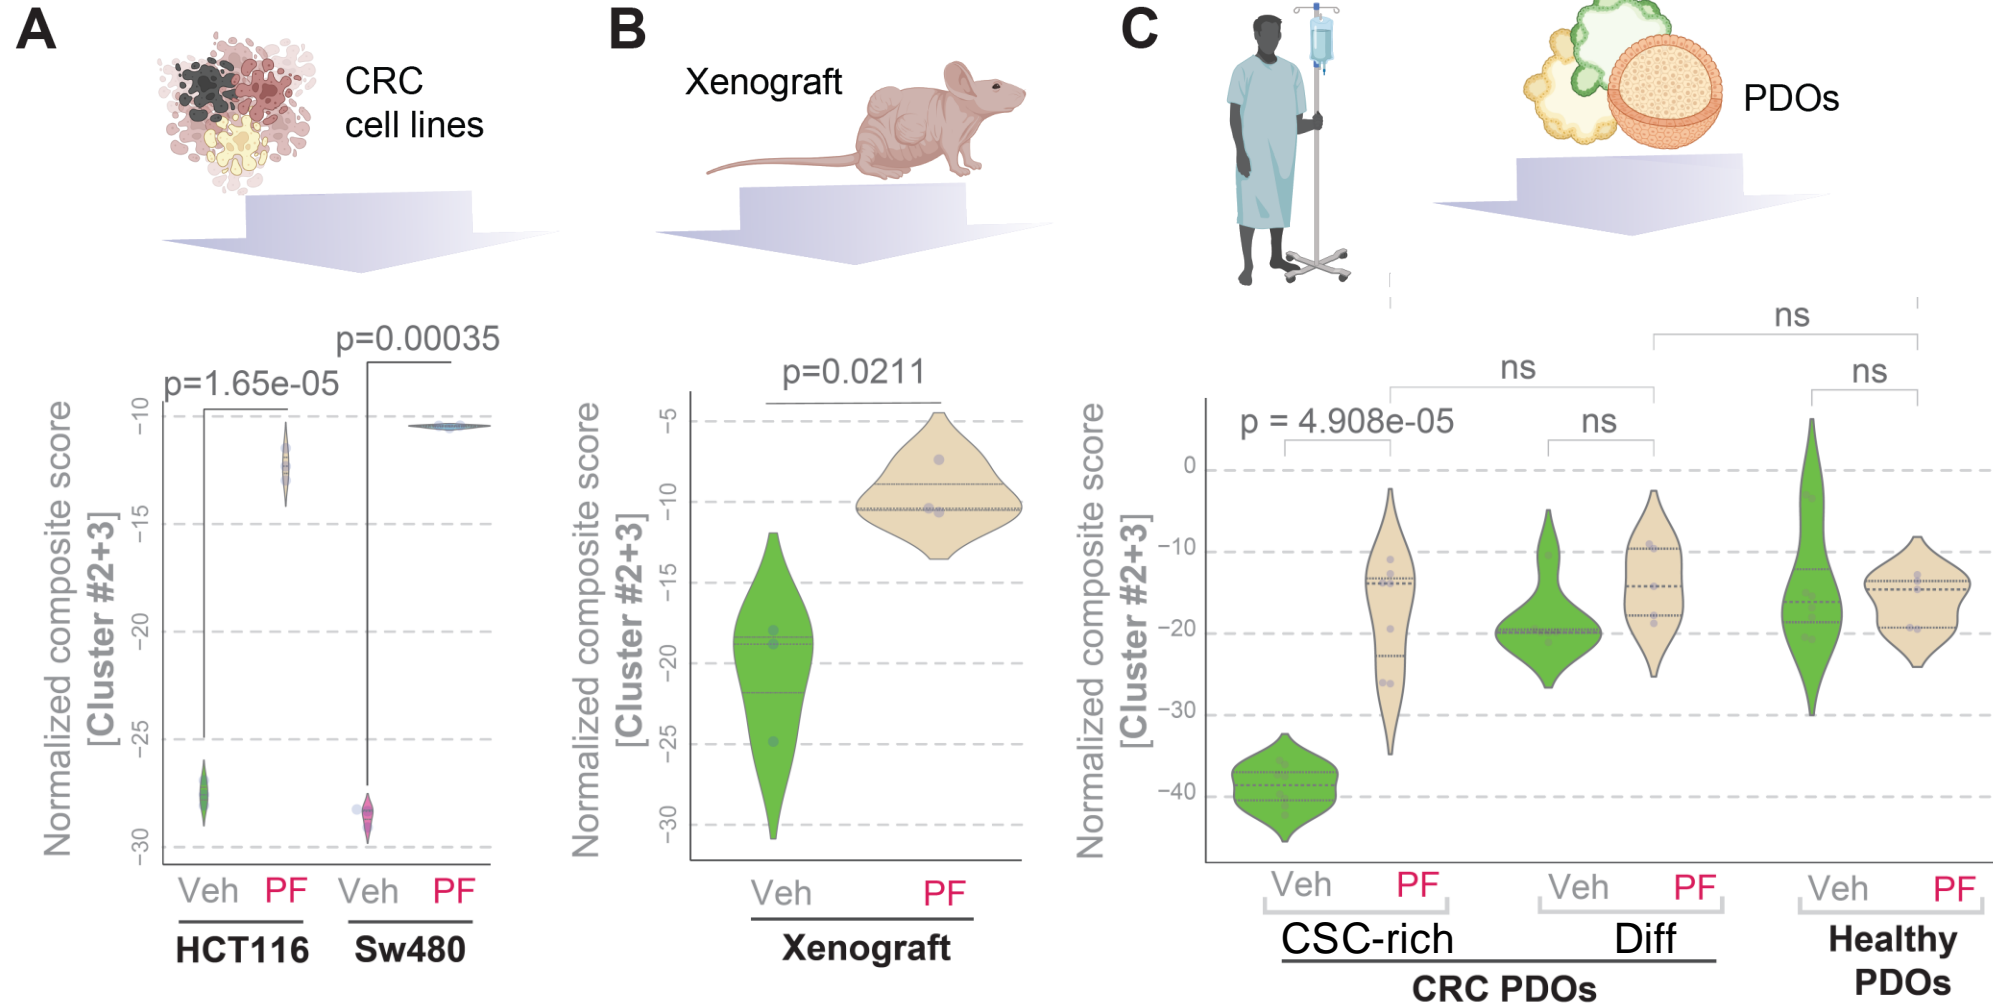 A
CRC
cell lines
p=0.00035
p=1.65e-05
Normalized composite score
[Cluster #2+3]
−10
−15
−20
−25
−30
Veh PF Veh PF
HCT116 Sw480
B
Xenograft
p=0.0211
Normalized composite score
[Cluster #2+3]
−5
−10
−15
−20
−25
−30
Veh PF
Xenograft
C
PDOs
ns
ns
ns
p = 4.908e-05
ns
Normalized composite score
[Cluster #2+3]
0
−10
−20
−30
−40
Veh PF Veh PF Veh PF
CSC-rich Diff
CRC PDOs
Healthy
PDOs